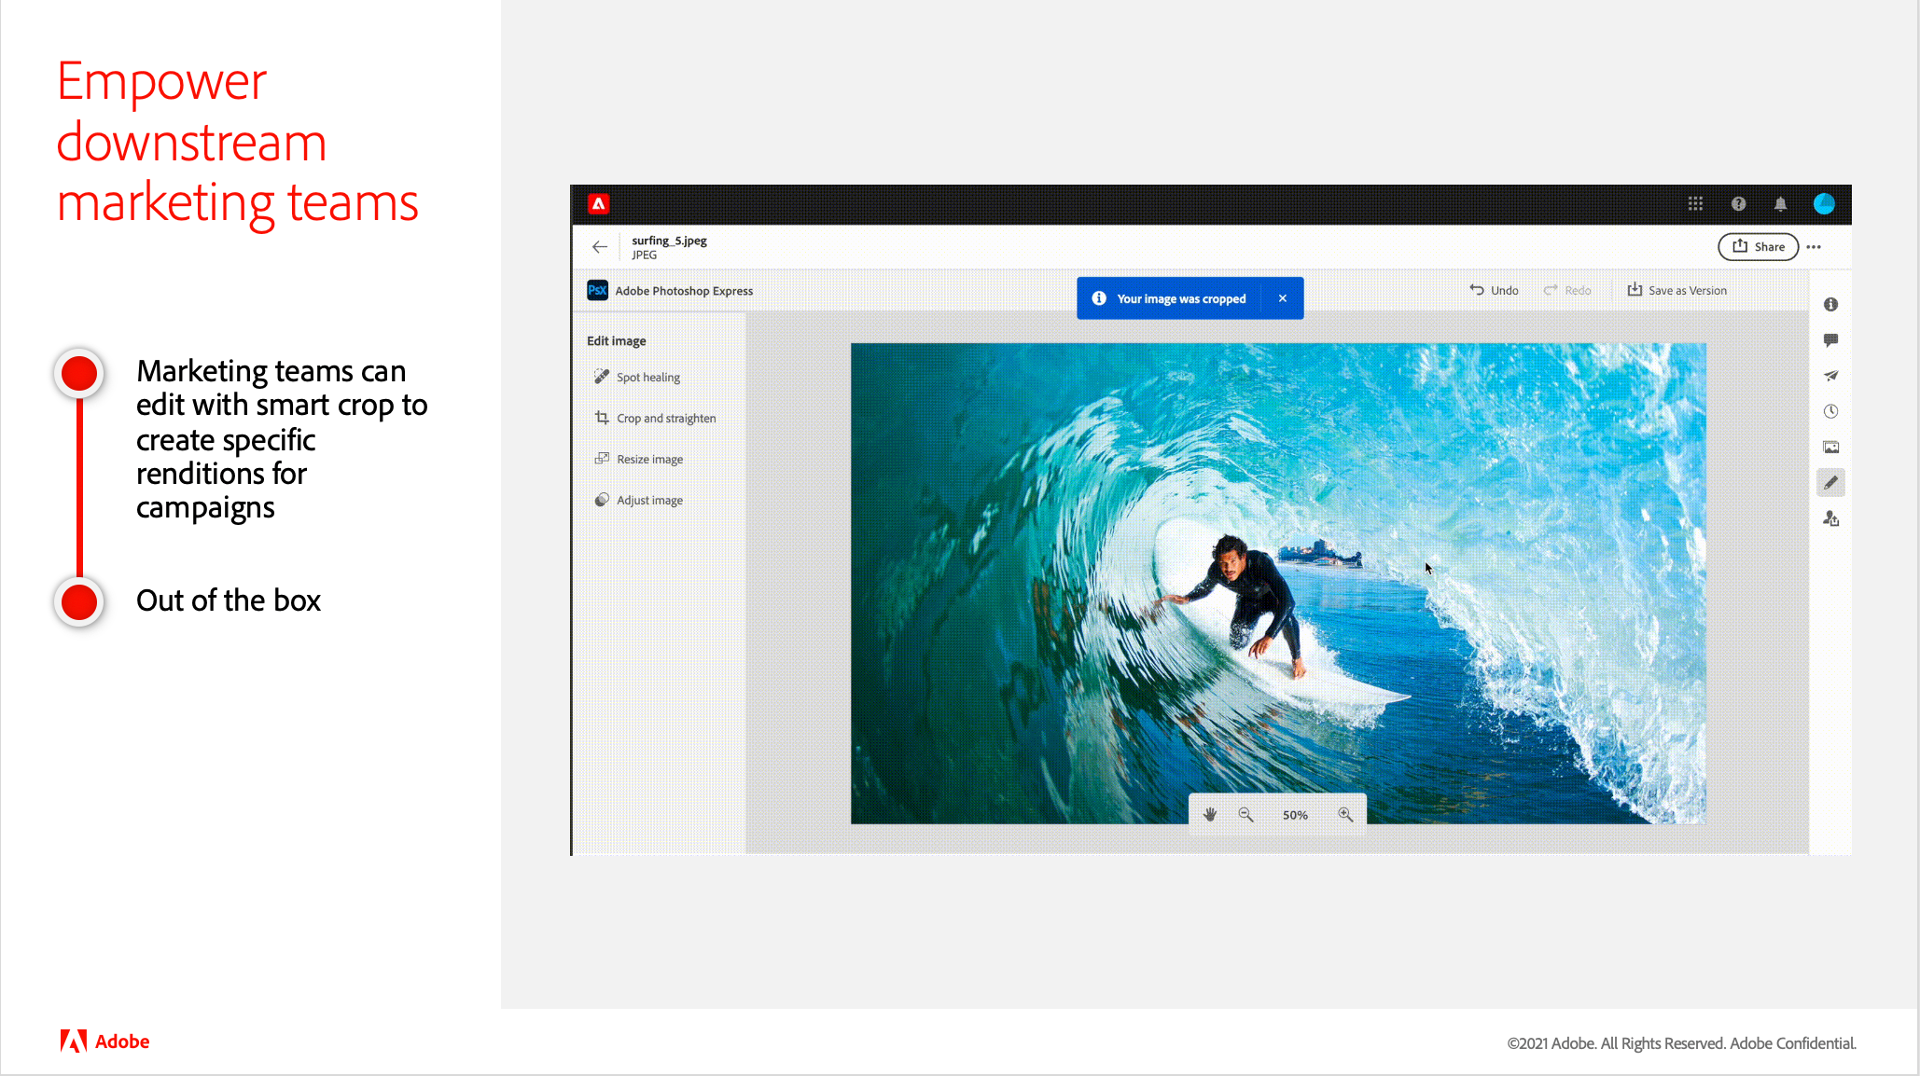 Empower
downstream
marketing teams
Marketing teams can
edit with smart crop to
create specific
renditions for
campaigns
Out of the box
surfing_5.jpeg
JPEG
Share
PsX
Adobe Photoshop Express
Your image was cropped
Undo
Redo
Save as Version
Edit image
Spot healing
Crop and straighten
Resize image
Adjust image
50%
Adobe
©2021 Adobe. All Rights Reserved. Adobe Confidential.